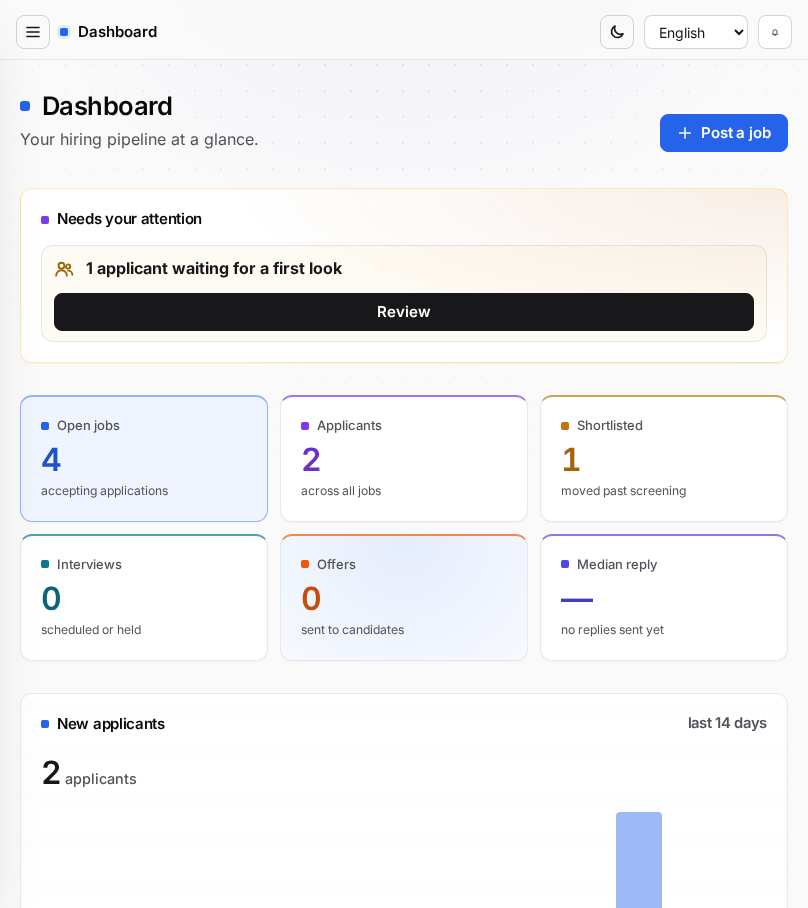 Dashboard
English
Dashboard
Your hiring pipeline at a glance.
Post a job
Needs your attention
1 applicant waiting for a first look
Review
Open jobs
4
accepting applications
Applicants
2
across all jobs
Shortlisted
1
moved past screening
Interviews
0
scheduled or held
Offers
0
sent to candidates
Median reply
—
no replies sent yet
New applicants
last 14 days
2 applicants